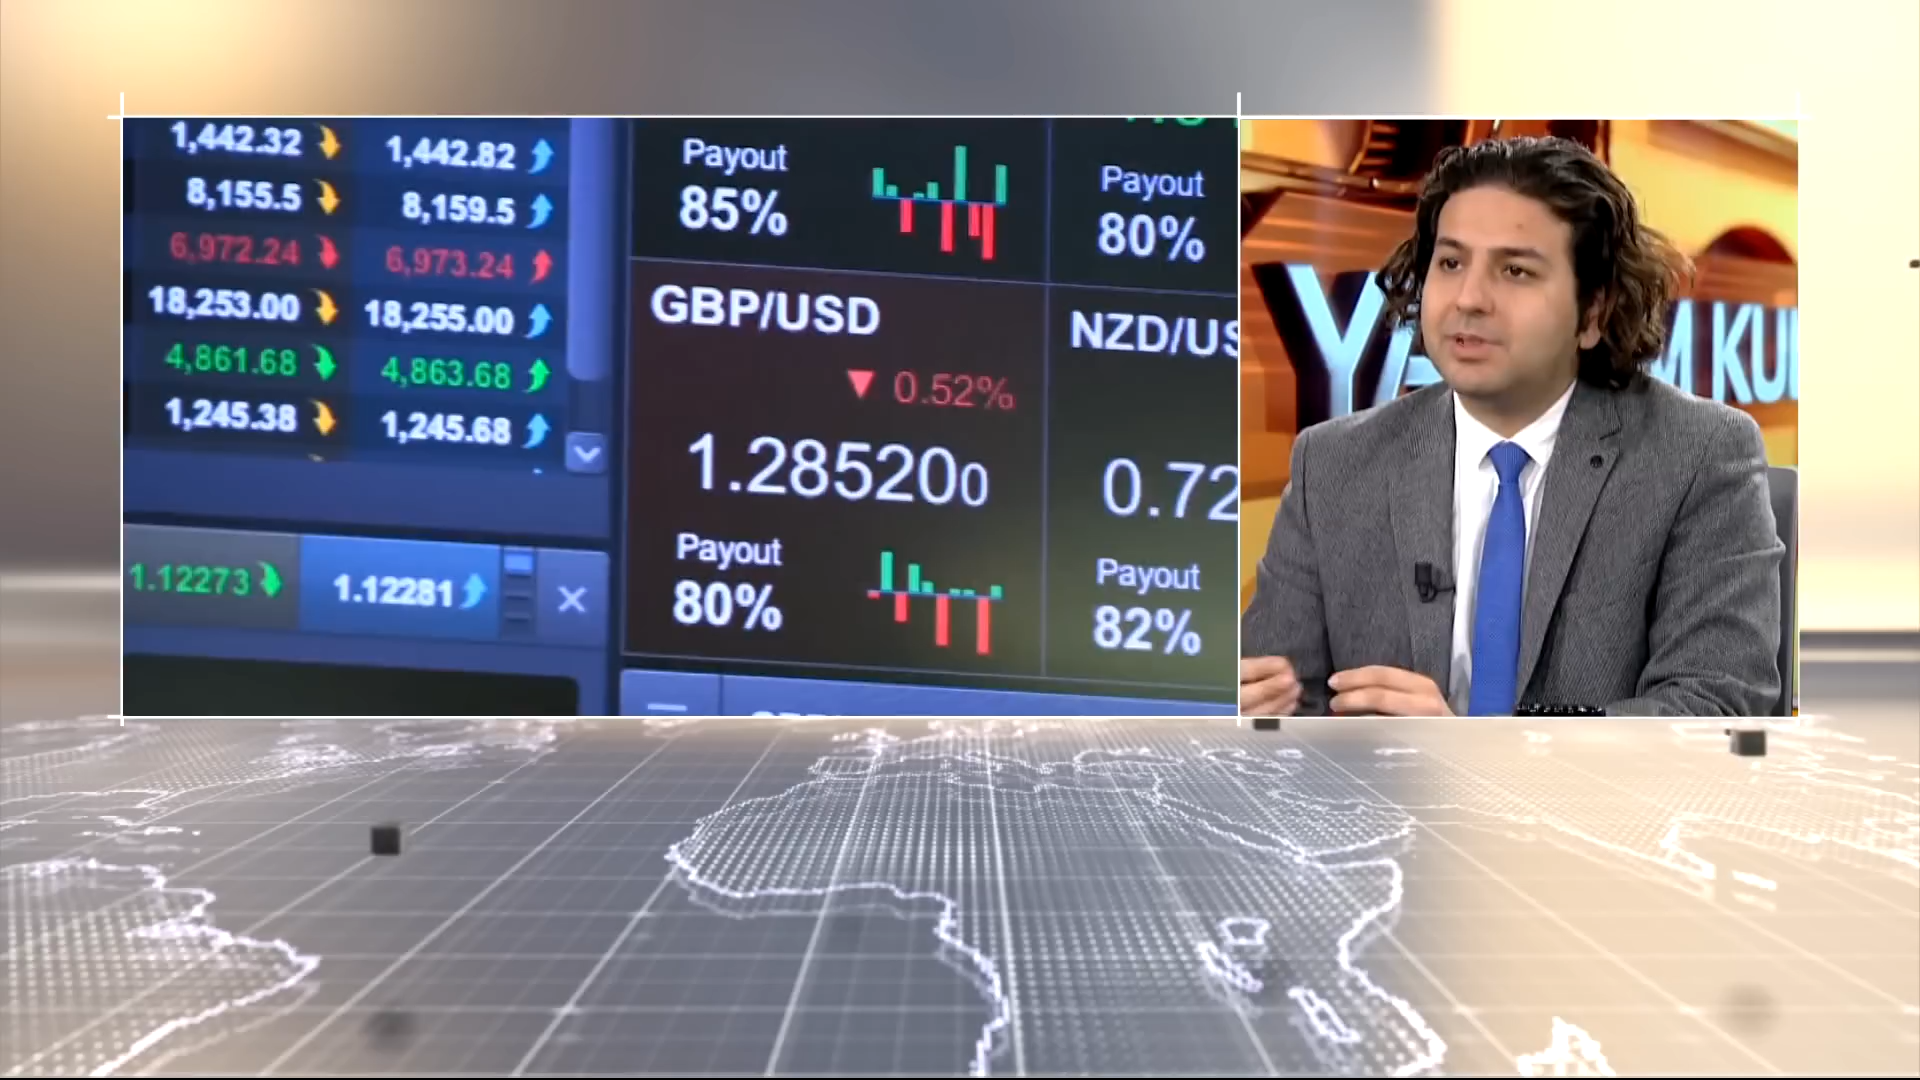 1,442.32 1,442.82
8,155.5 8,159.5
6,972.24 6,973.24
18,253.00 18,255.00
4,861.68 4,863.68
1,245.38 1,245.68
1.12273 1.12281
Payout
85%
Payout
80%
GBP/USD
0.52%
1.285200
Payout
80%
NZD/US
0.72
Payout
82%